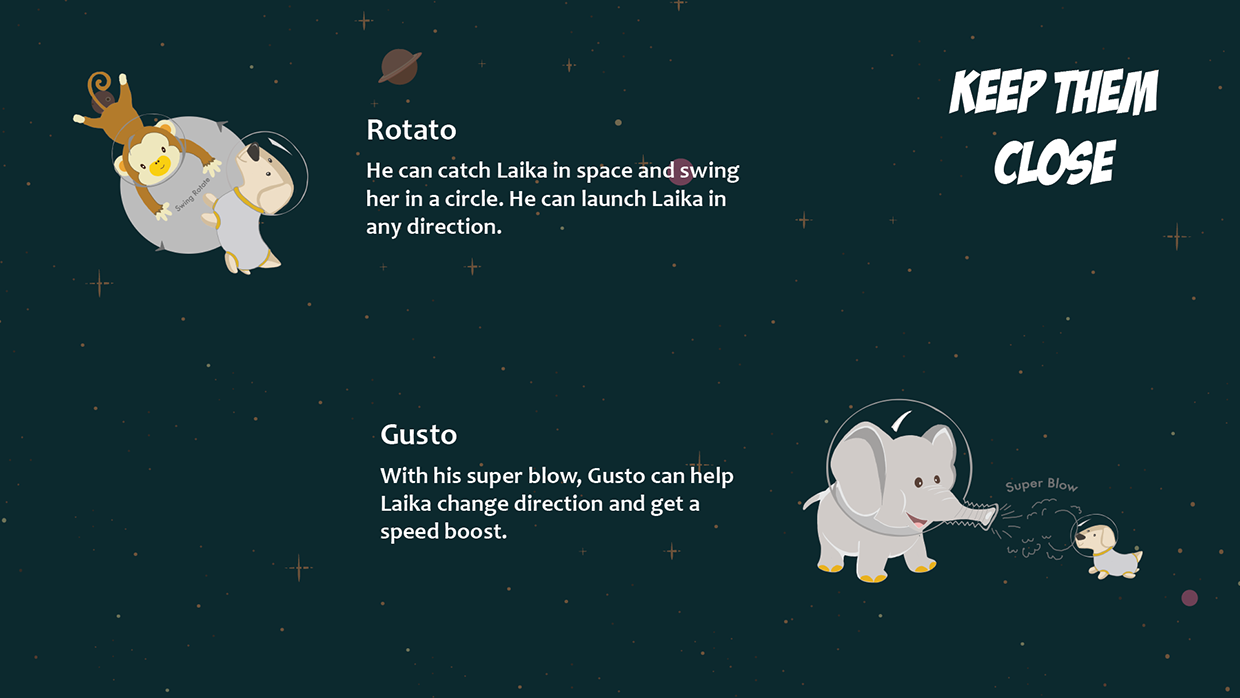 KEEP THEM
CLOSE
Rotato
He can catch Laika in space and swing
her in a circle. He can launch Laika in
any direction.
Swing Rotate
Gusto
With his super blow, Gusto can help
Laika change direction and get a
speed boost.
Super Blow